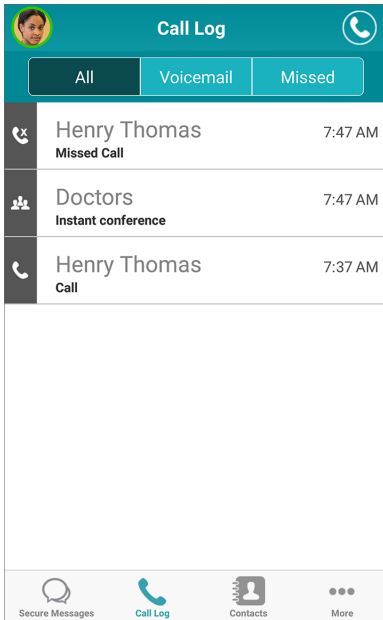 Call Log
All Voicemail Missed
Henry Thomas 7:47 AM
Missed Call
Doctors 7:47 AM
Instant conference
Henry Thomas 7:37 AM
Call
Secure Messages Call Log Contacts More